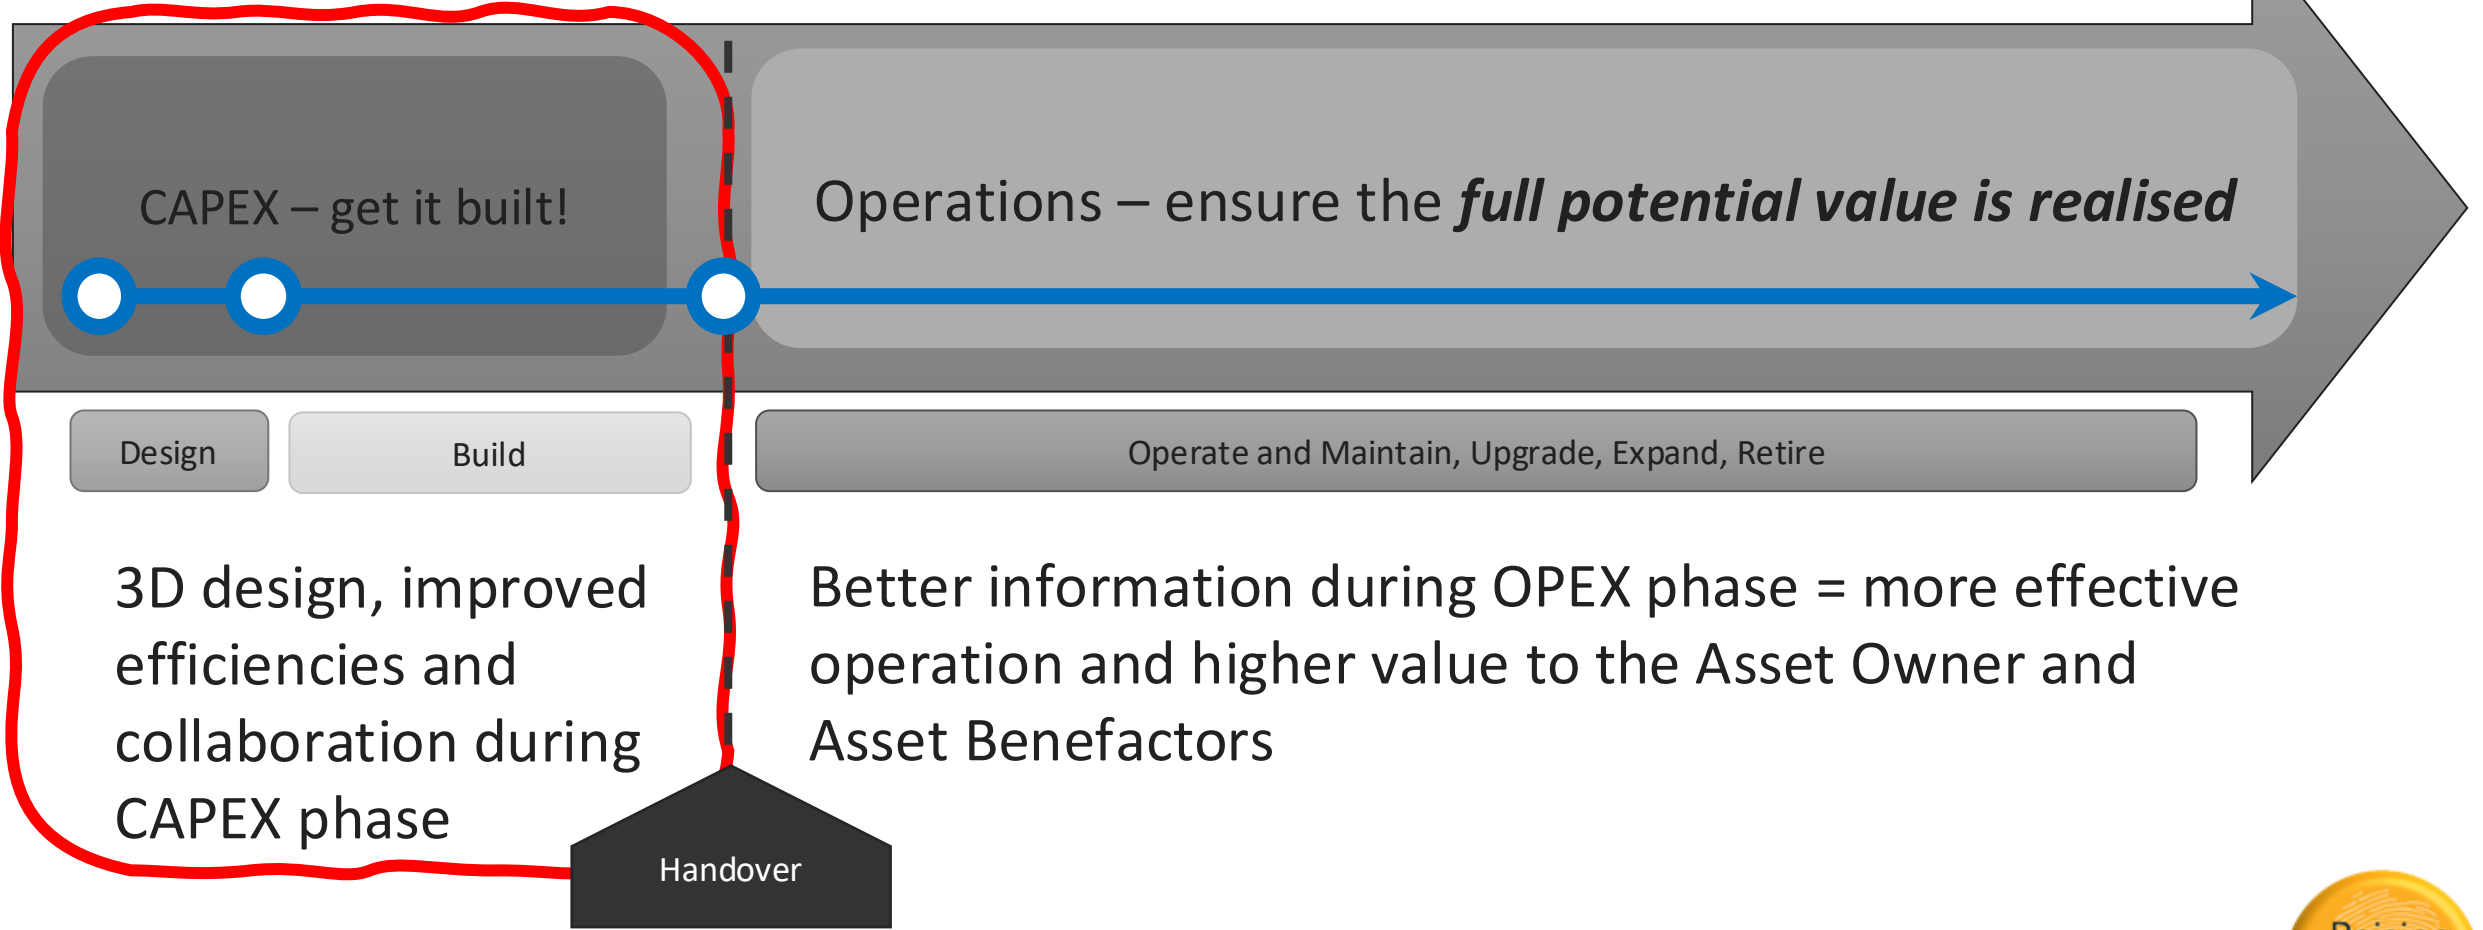 CAPEX – get it built!
Operations – ensure the full potential value is realised
Design
Build
Operate and Maintain, Upgrade, Expand, Retire
3D design, improved
efficiencies and
collaboration during
CAPEX phase
Better information during OPEX phase = more effective
operation and higher value to the Asset Owner and
Asset Benefactors
Handover